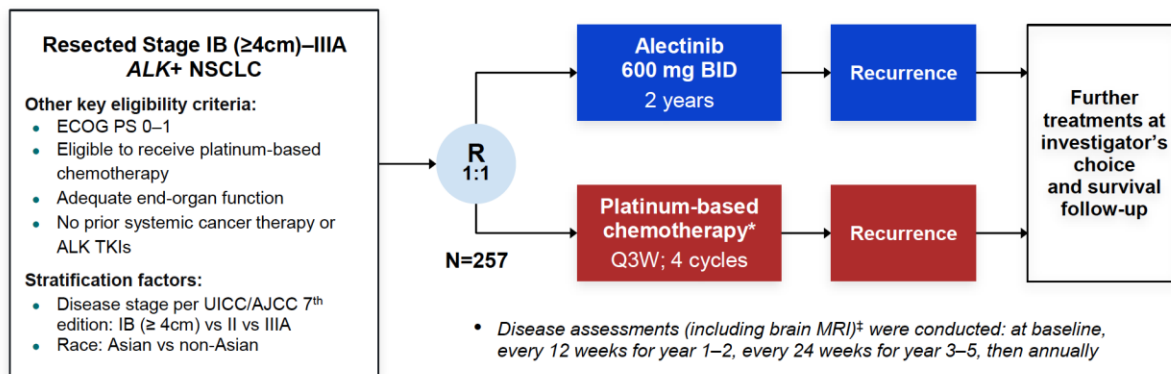 Resected Stage IB (≥4cm)–IIIA
ALK+ NSCLC
Other key eligibility criteria:
• ECOG PS 0–1
• Eligible to receive platinum-based
chemotherapy
• Adequate end-organ function
• No prior systemic cancer therapy or
ALK TKIs
Stratification factors:
• Disease stage per UICC/AJCC 7th
edition: IB (≥ 4cm) vs II vs IIIA
• Race: Asian vs non-Asian
R
1:1
N=257
Alectinib
600 mg BID
2 years
Recurrence
Platinum-based
chemotherapy*
Q3W; 4 cycles
Recurrence
Further
treatments at
investigator’s
choice
and survival
follow-up
• Disease assessments (including brain MRI)‡ were conducted: at baseline,
every 12 weeks for year 1–2, every 24 weeks for year 3–5, then annually